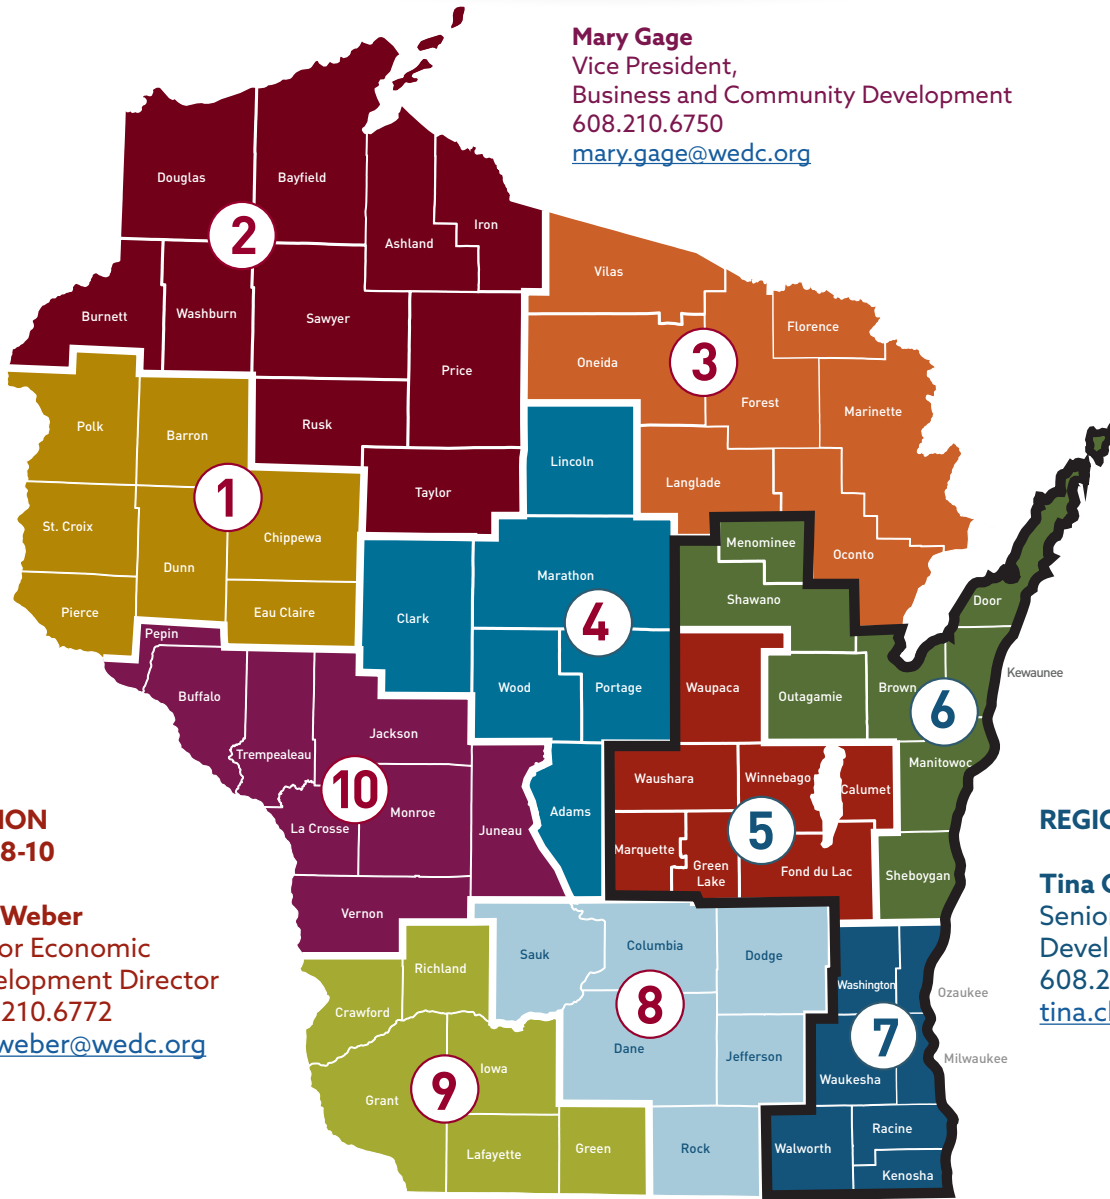 Mary Gage
Vice President,
Business and Community Development
608.210.6750
mary.gage@wedc.org
Douglas
Bayfield
2
Ashland
Iron
Vilas
Burnett
Washburn
Sawyer
Florence
Price
Oneida
3
Forest
Marinette
Polk
Barron
Rusk
Lincoln
Taylor
Langlade
1
St. Croix
Chippewa
Menominee
Oconto
Dunn
Marathon
Shawano
Door
Pierce
Eau Claire
Clark
4
Pepin
Kewaunee
Buffalo
Wood
Portage
Waupaca
Outagamie
Brown
6
Jackson
Trempealeau
Manitowoc
10
Waushara
Winnebago
Calumet
La Crosse
Monroe
Juneau
Adams
5
Marquette
Green
Lake
Fond du Lac
Sheboygan
ION
8-10
REGIO
Weber
or Economic
elopment Director
210.6772
weber@wedc.org
Tina C
Senior
Devel
608.2
tina.cl
Vernon
Sauk
Columbia
Dodge
Richland
Washington
Ozaukee
Crawford
8
Dane
Jefferson
7
Milwaukee
Iowa
Waukesha
9
Grant
Lafayette
Green
Rock
Walworth
Racine
Kenosha